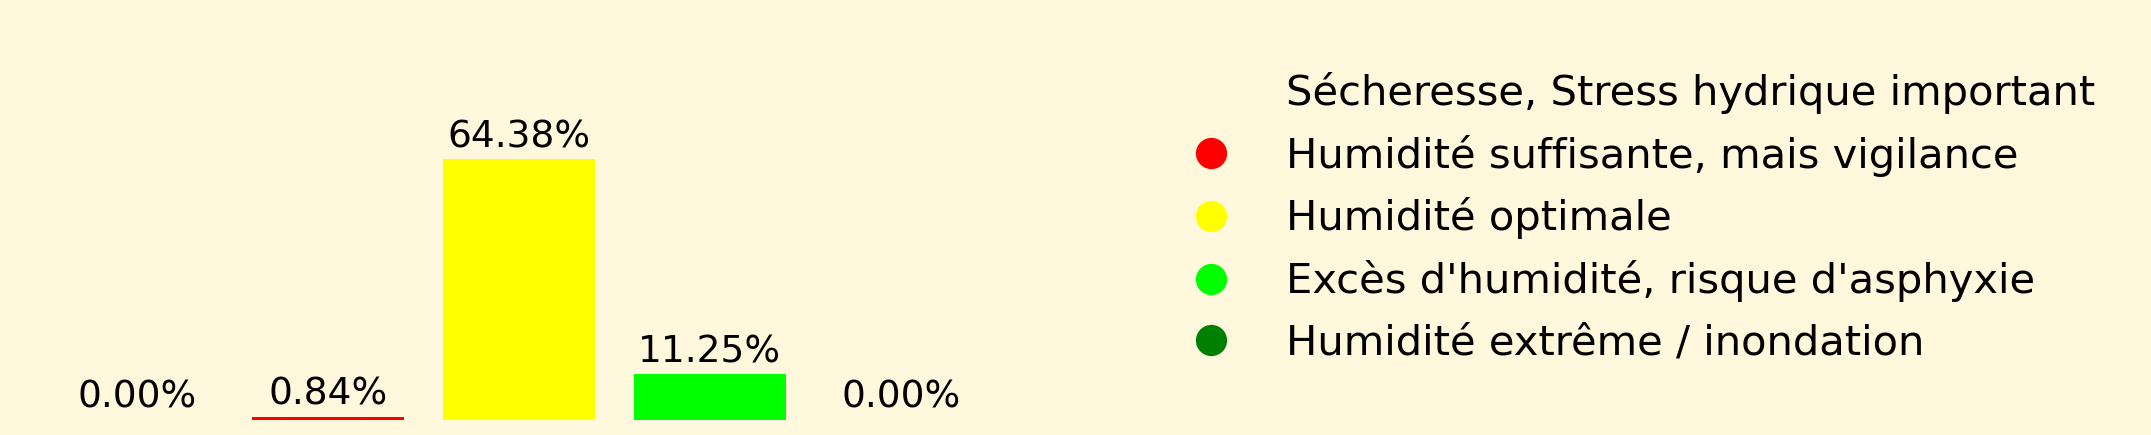 64.38%
11.25%
0.00%
0.84%
0.00%
Sécheresse, Stress hydrique important
Humidité suffisante, mais vigilance
Humidité optimale
Excès d'humidité, risque d'asphyxie
Humidité extrême / inondation